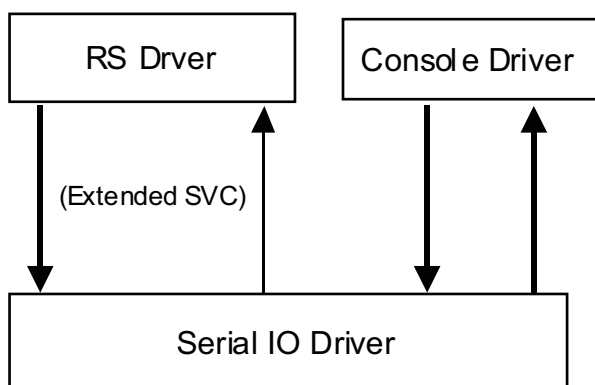 RS Drver
Console Driver
(Extended SVC)
Serial IO Driver